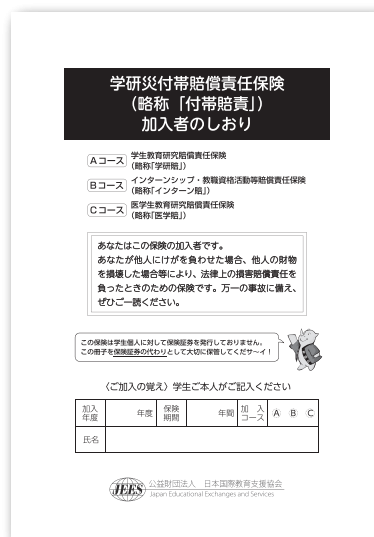 学研災付帯賠償責任保険
（略称「付帯賠責」）
加入者のしおり
Aコース 学生教育研究賠償責任保険
（略称「学研賠」）
Bコース インターンシップ・教職資格活動等賠償責任保険
（略称「インターン賠」）
Cコース 医学生教育研究賠償責任保険
（略称「医学賠」）
あなたはこの保険の加入者です。
あなたが他人にけがを負わせた場合、他人の財物
を損壊した場合等により、法律上の損害賠償責任を
負ったときのための保険です。万一の事故に備え、
ぜひご一読ください。
この保険は学生個人に対して保険証券を発行しておりません。
この冊子を保険証券の代わりとして大切に保管してくださ〜イ！
〈ご加入の覚え〉学生ご本人がご記入ください
加入年度 年度 保険期間 年間 加入コース A B C
氏名
JEES 公益財団法人 日本国際教育支援協会
Japan Educational Exchanges and Services